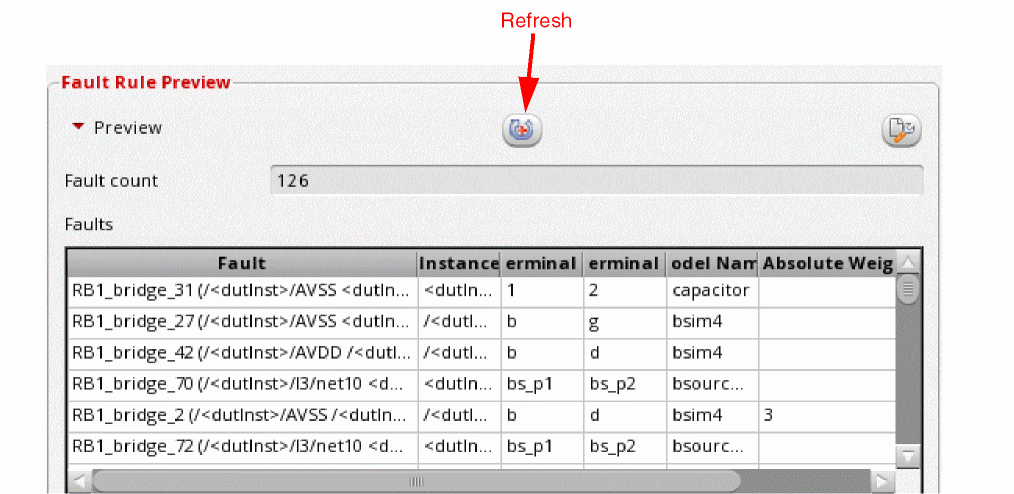 Refresh
Fault Rule Preview
Preview
Fault count 126
Faults
Fault Instance erminal erminal odel Nam Absolute Weig
RB1_bridge_31 (/<dutInst>/AVSS <dutIn... <dutIn... 1 2 capacitor
RB1_bridge_27 (/<dutInst>/AVSS <dutIn... /<dutI... b g bsim4
RB1_bridge_42 (/<dutInst>/AVDD /<dutI... /<dutI... b d bsim4
RB1_bridge_70 (/<dutInst>/I3/net10 <d... <dutIn... bs_p1 bs_p2 bsourc...
RB1_bridge_2 (/<dutInst>/AVSS /<dutIn... /<dutI... b d bsim4 3
RB1_bridge_72 (/<dutInst>/I3/net10 <d... <dutIn... bs_p1 bs_p2 bsourc...